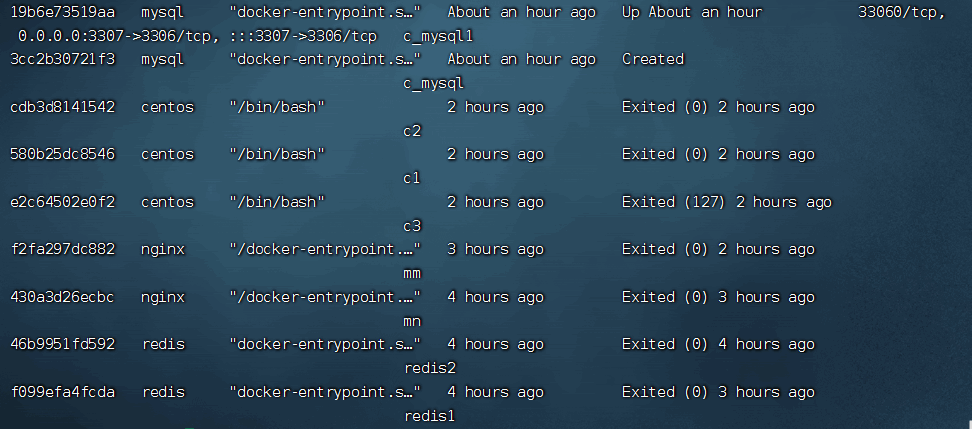 19b6e73519aa mysql "docker-entrypoint.s…" About an hour ago Up About an hour 33060/tcp,
0.0.0.0:3307->3306/tcp, :::3307->3306/tcp c_mysql1
3cc2b30721f3 mysql "docker-entrypoint.s…" About an hour ago Created
c_mysql
cdb3d8141542 centos "/bin/bash" 2 hours ago Exited (0) 2 hours ago
c2
580b25dc8546 centos "/bin/bash" 2 hours ago Exited (0) 2 hours ago
c1
e2c64502e0f2 centos "/bin/bash" 2 hours ago Exited (127) 2 hours ago
c3
f2fa297dc882 nginx "/docker-entrypoint.…" 3 hours ago Exited (0) 2 hours ago
mm
430a3d26ecbc nginx "/docker-entrypoint.…" 4 hours ago Exited (0) 3 hours ago
mn
46b9951fd592 redis "docker-entrypoint.s…" 4 hours ago Exited (0) 4 hours ago
redis2
f099efa4fcda redis "docker-entrypoint.s…" 4 hours ago Exited (0) 3 hours ago
redis1